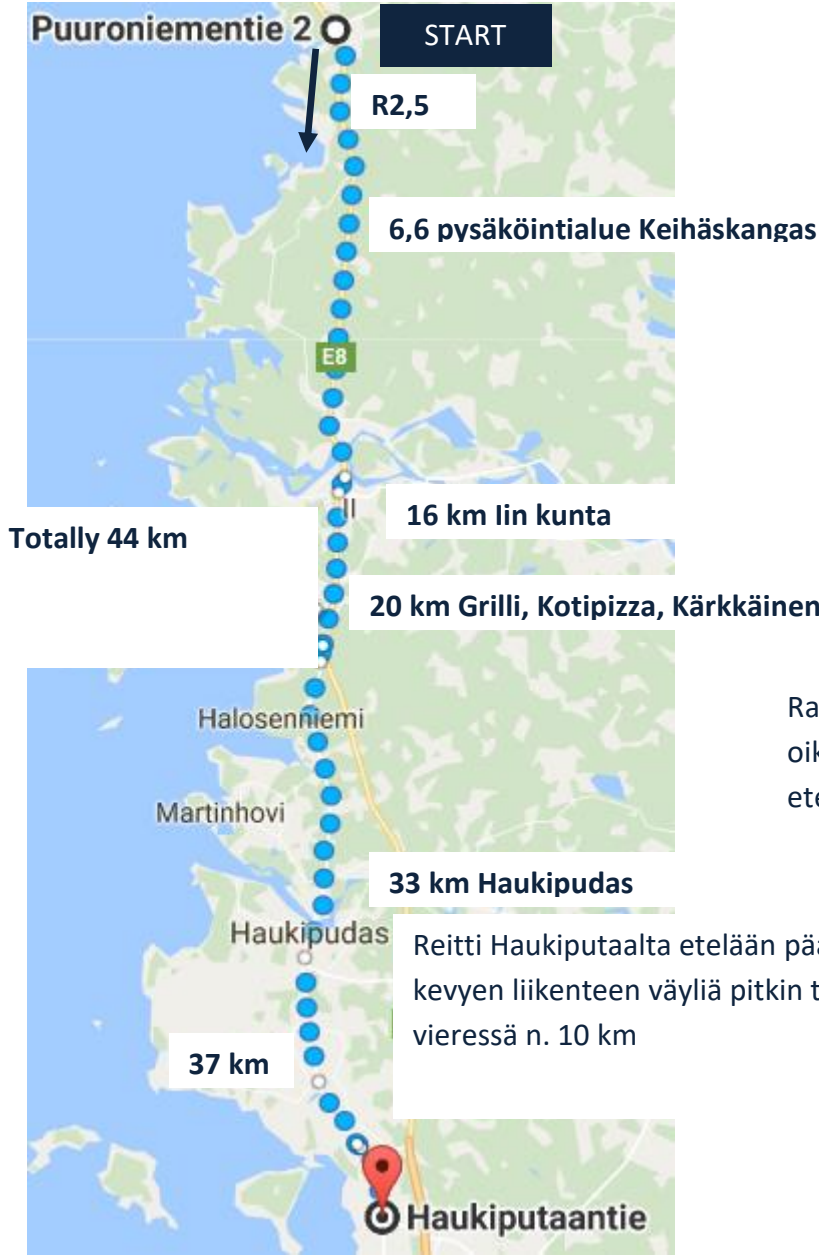 Puuroniementie 2
START
R2,5
6,6 pysäköintialue Keihäskangas
E8
16 km Iin kunta
Totally 44 km
20 km Grilli, Kotipizza, Kärkkäinen
Halosenniemi
Martinhovi
33 km Haukipudas
Haukipudas
Reitti Haukiputaalta etelään
kevyen liikenteen väyliä pitkin
vieressä n. 10 km
37 km
Haukiputaantie